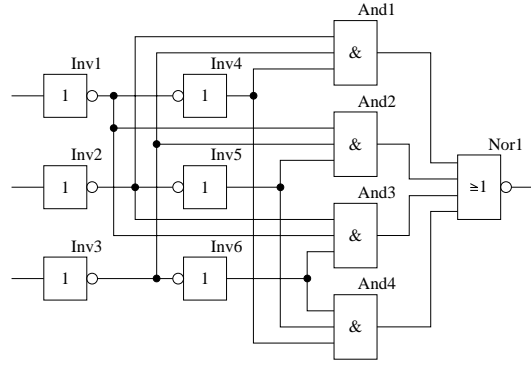 And1
&
Inv1
1
Inv4
1
And2
&
Nor1
≥1
Inv2
1
Inv5
1
And3
&
Inv3
1
Inv6
1
And4
&